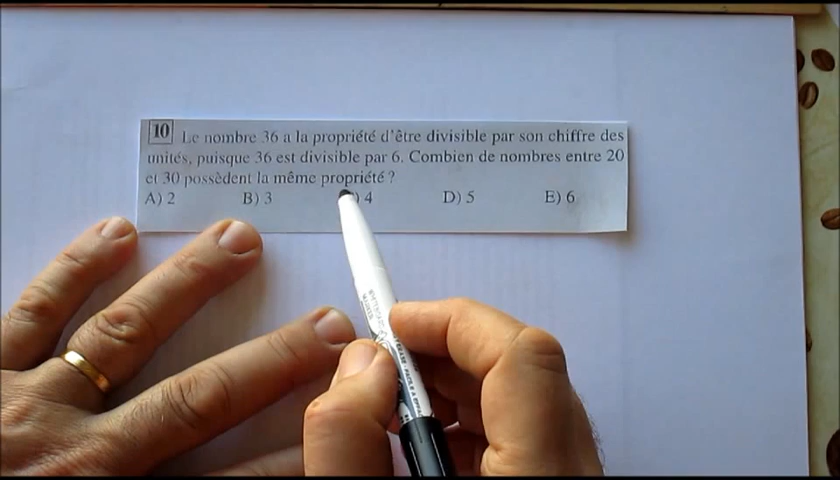 10 Le nombre 36 a la propriété d'être divisible par son chiffre des
unités, puisque 36 est divisible par 6. Combien de nombres entre 20
et 30 possèdent la même propriété ?
A) 2 B) 3 ) 4 D) 5 E) 6